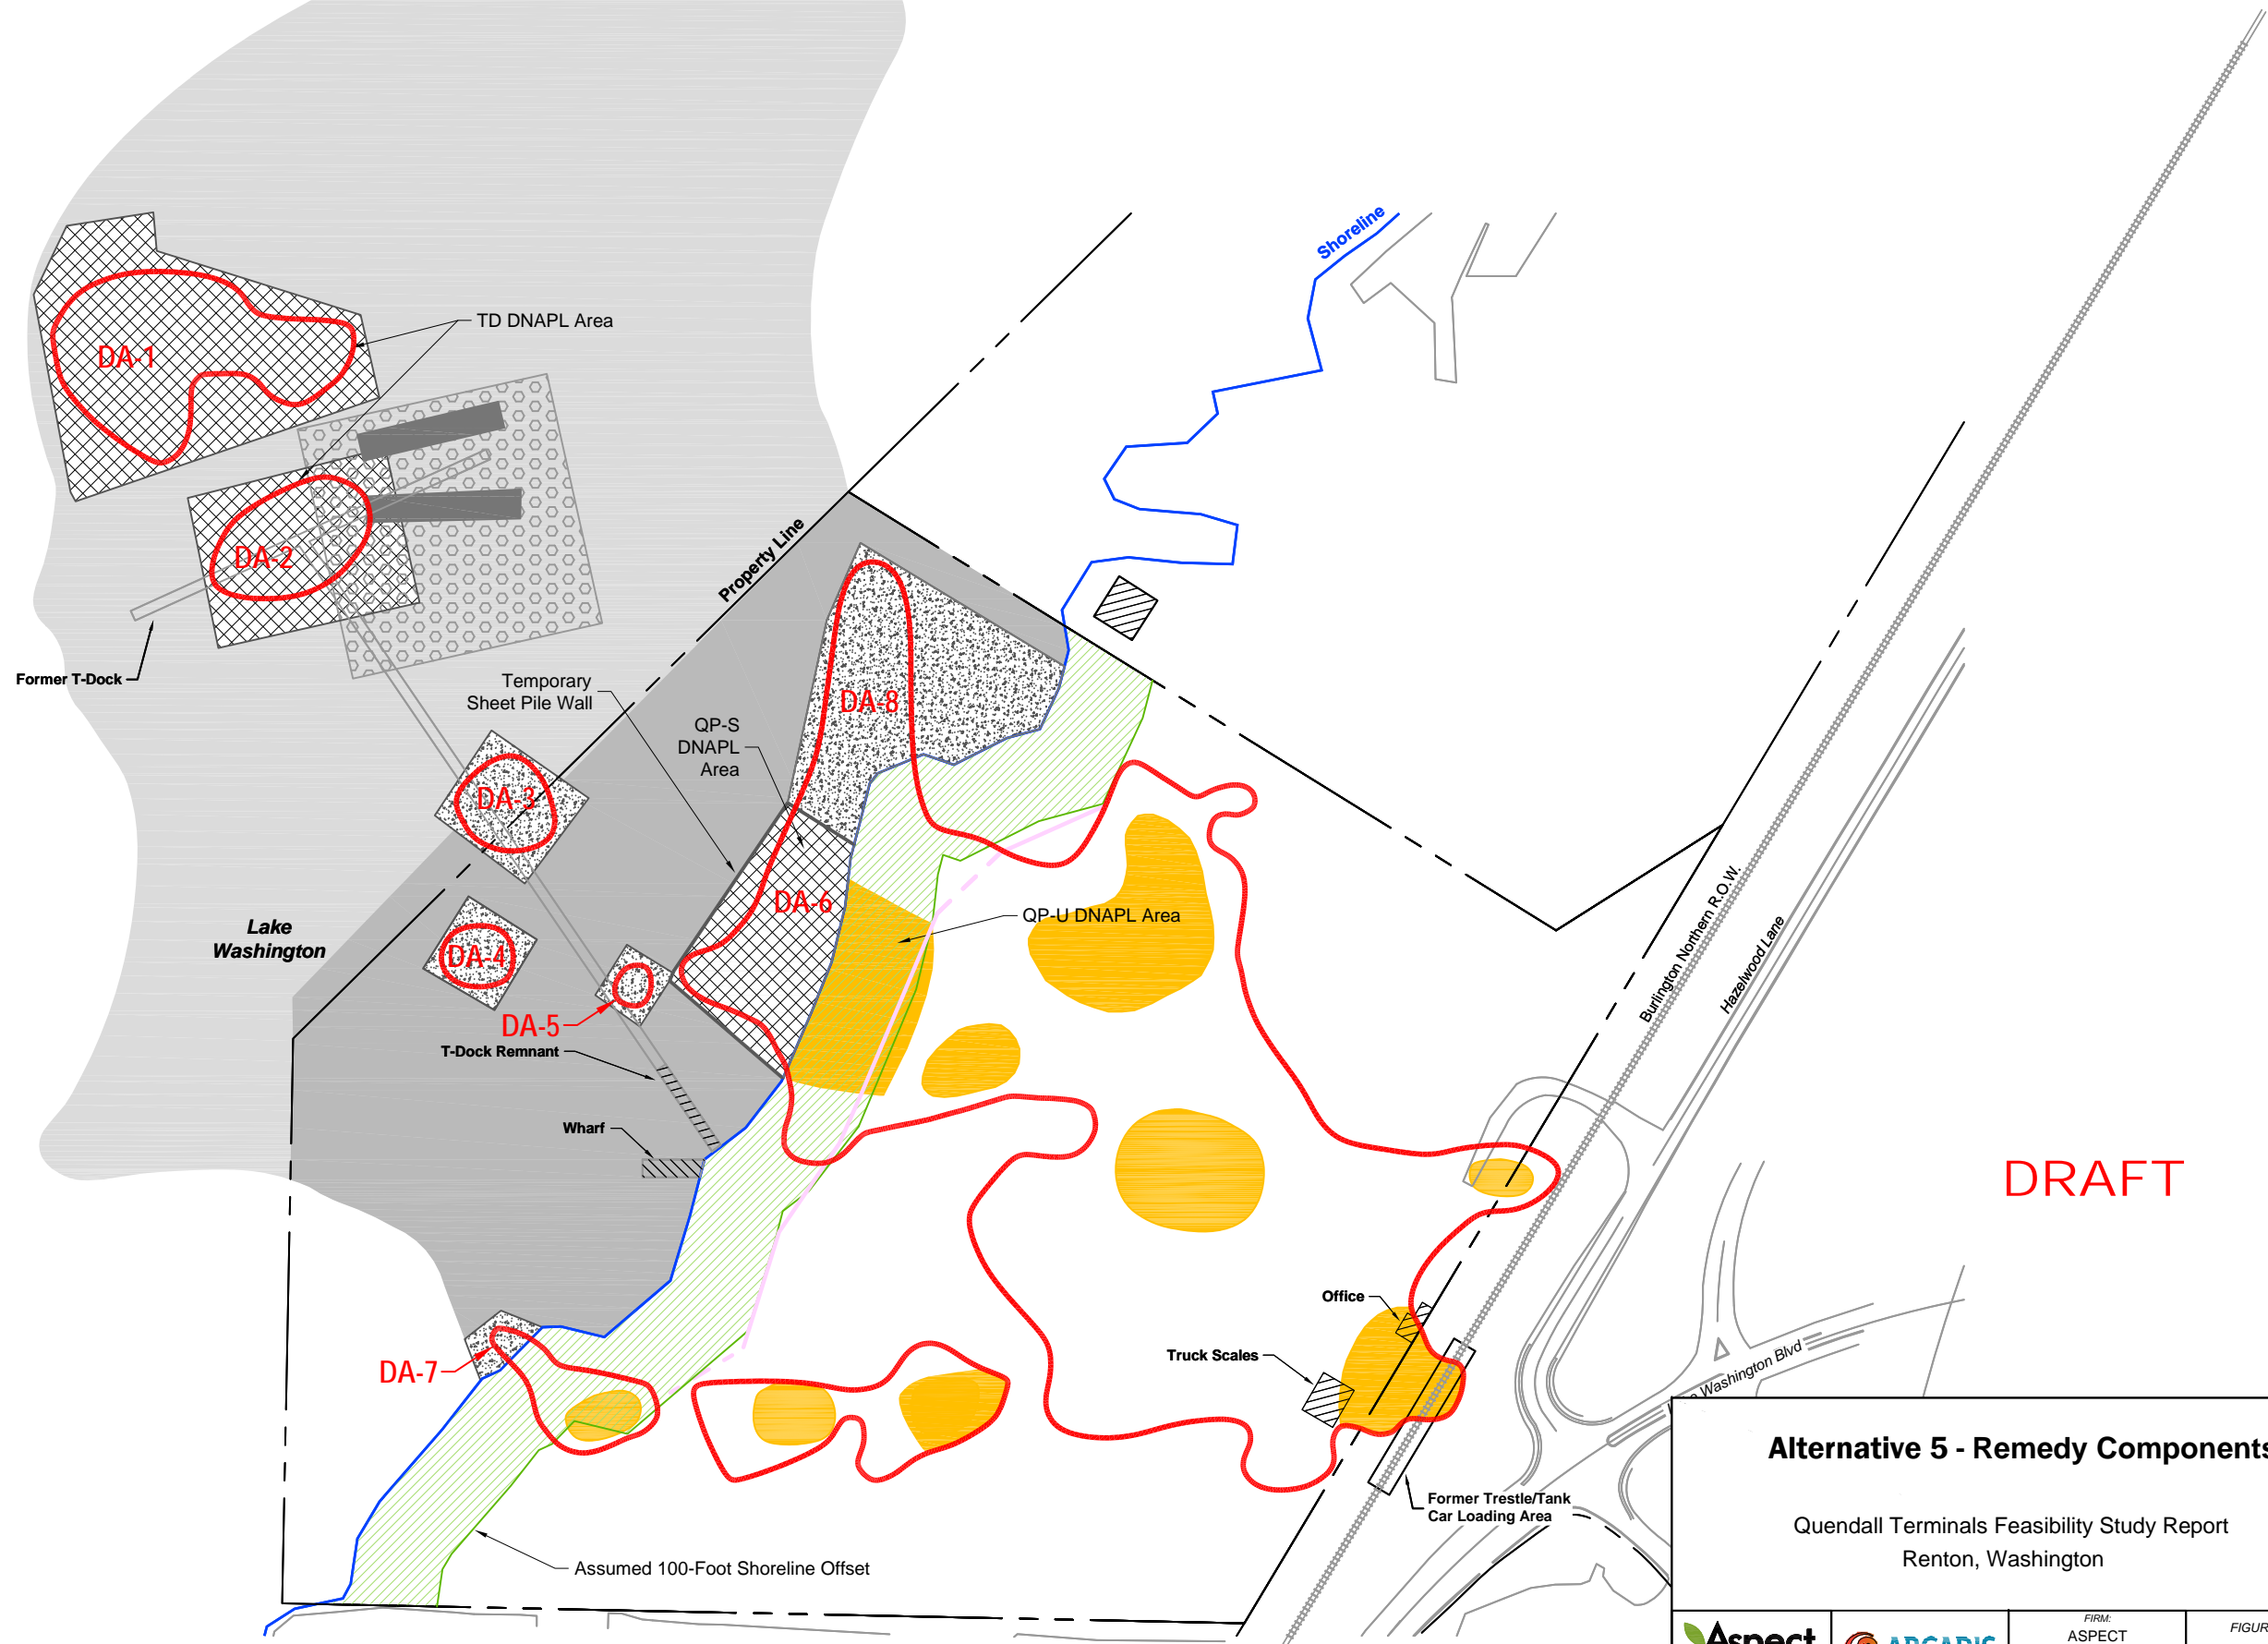 Shoreline
TD DNAPL Area
DA-1
DA-2
Property Line
Former T-Dock
Temporary
Sheet Pile Wall
QP-S
DNAPL
Area
DA-8
DA-3
DA-6
QP-U DNAPL Area
Lake
Washington
DA-4
DA-5
T-Dock Remnant
Wharf
Burlington Northern R.O.W.
Hazelwood Lane
DRAFT
Office
Truck Scales
DA-7
Washington Blvd
Former Trestle/Tank
Car Loading Area
Assumed 100-Foot Shoreline Offset
Alternative 5 - Remedy Components
Quendall Terminals Feasibility Study Report
Renton, Washington
Aspect
ARCADIS
FIRM:
ASPECT